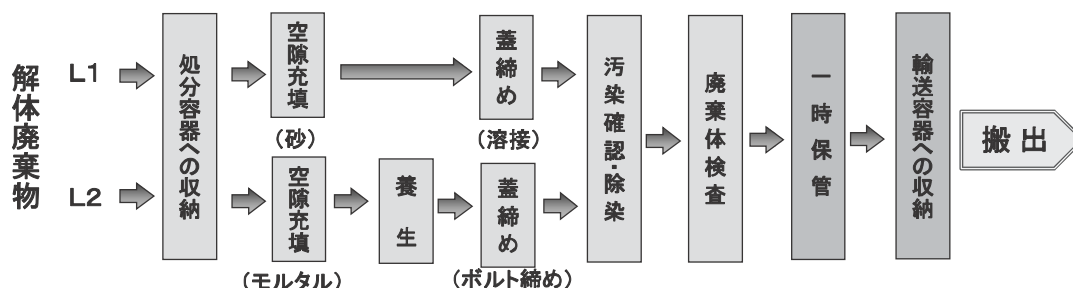 解体廃棄物
L1
L2
処分容器への収納
空隙充填
(砂)
蓋締め
(溶接)
空隙充填
(モルタル)
養生
蓋締め
(ボルト締め)
汚染確認・除染
廃棄体検査
一時保管
輸送容器への収納
搬出